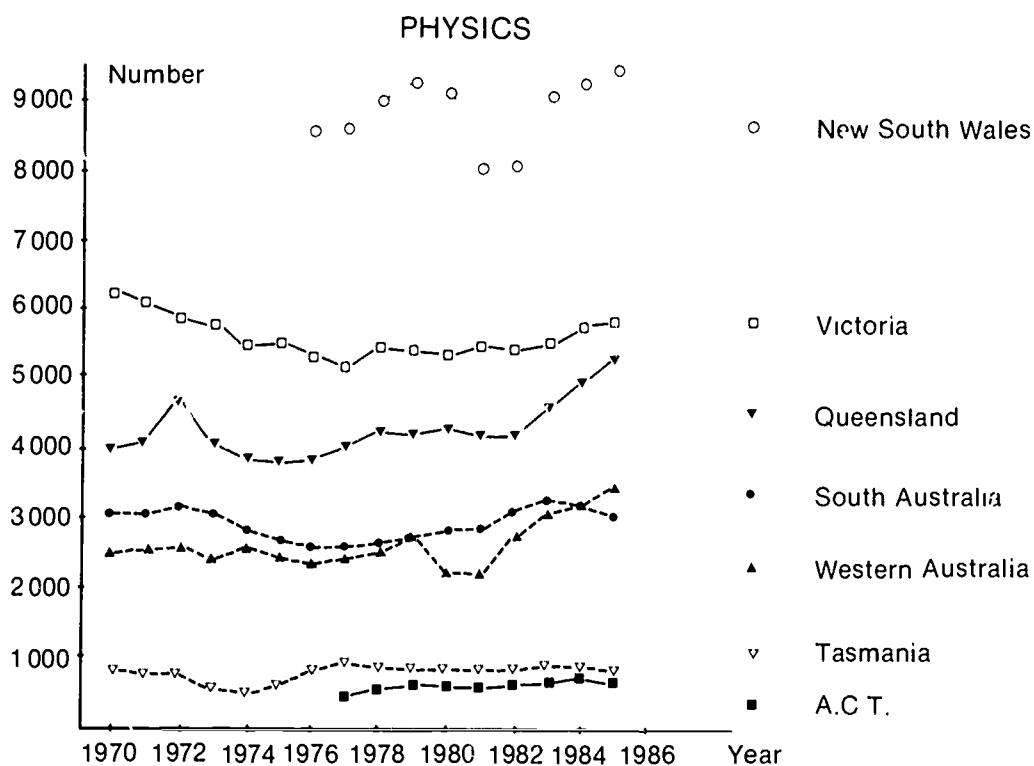 PHYSICS
Number
9 000
8 000
7 000
6 000
5 000
4 000
3 000
2 000
1 000
1970 1972 1974 1976 1978 1980 1982 1984 1986 Year
New South Wales
Victoria
Queensland
South Australia
Western Australia
Tasmania
A.C T.